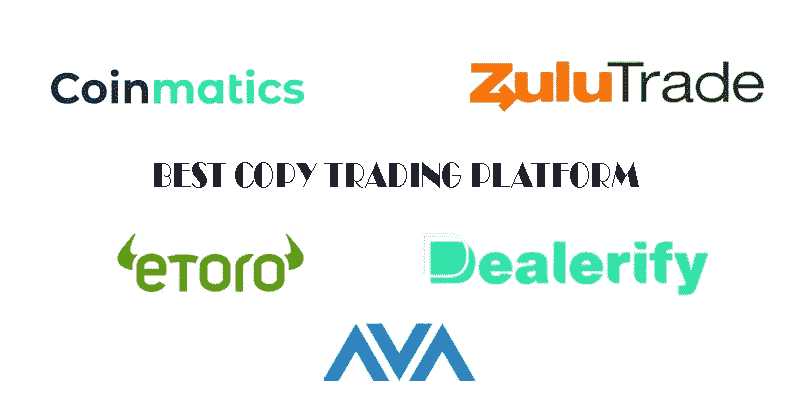 Coinmatics
ZuluTrade
BEST COPY TRADING PLATFORM
eTORO
Dealerify
AVA